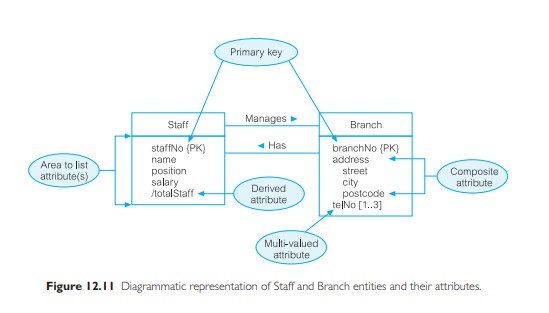 Primary key
Staff
Manages ►
Branch
Area to list
attribute(s)
staffNo {PK}
name
position
salary
/totalStaff
◄ Has
branchNo {PK}
address
street
city
postcode
telNo [1..3]
Derived
attribute
Composite
attribute
Multi-valued
attribute
Figure 12.11 Diagrammatic representation of Staff and Branch entities and their attributes.